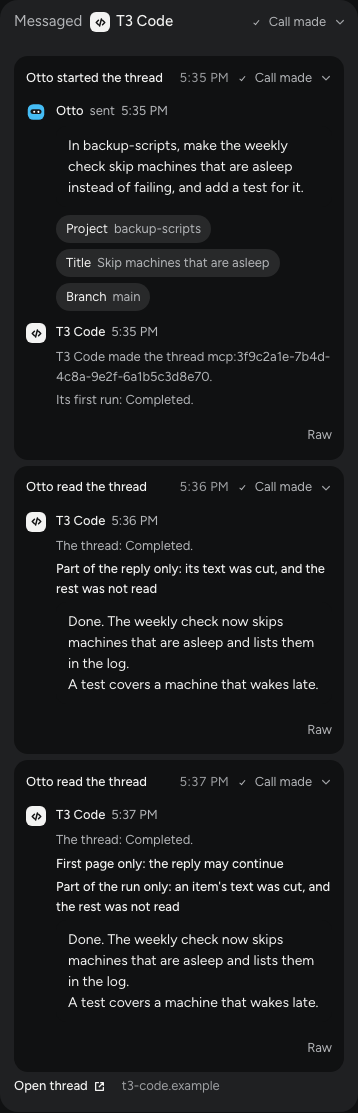 Messaged T3 Code Call made
Otto started the thread 5:35 PM Call made
Otto sent 5:35 PM
In backup-scripts, make the weekly
check skip machines that are asleep
instead of failing, and add a test for it.
Project backup-scripts
Title Skip machines that are asleep
Branch main
T3 Code 5:35 PM
T3 Code made the thread mcp:3f9c2a1e-7b4d-
4c8a-9e2f-6a1b5c3d8e70.
Its first run: Completed.
Raw
Otto read the thread 5:36 PM Call made
T3 Code 5:36 PM
The thread: Completed.
Part of the reply only: its text was cut, and the
rest was not read
Done. The weekly check now skips
machines that are asleep and lists them
in the log.
A test covers a machine that wakes late.
Raw
Otto read the thread 5:37 PM Call made
T3 Code 5:37 PM
The thread: Completed.
First page only: the reply may continue
Part of the run only: an item's text was cut, and
the rest was not read
Done. The weekly check now skips
machines that are asleep and lists them
in the log.
A test covers a machine that wakes late.
Raw
Open thread t3-code.example